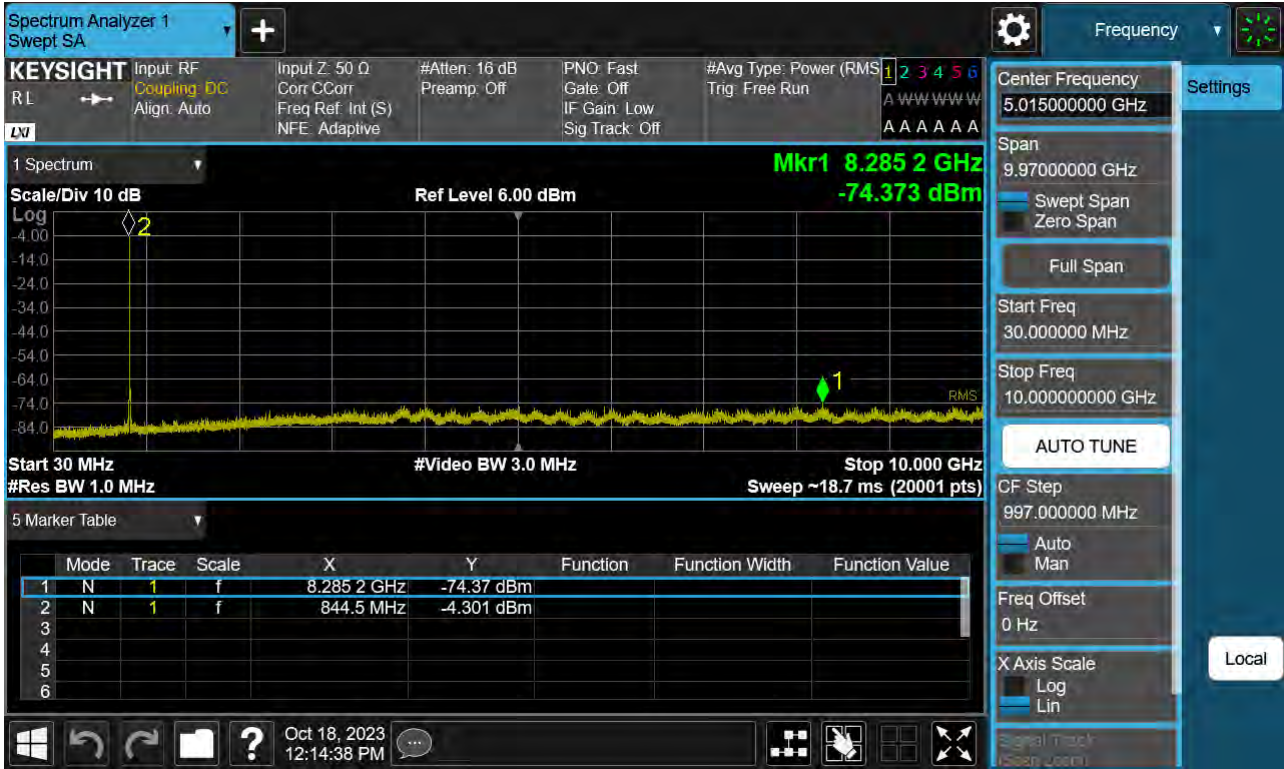 Spectrum Analyzer 1
Swept SA
+
Frequency
KEYSIGHT
RL
LXI
Input: RF
Coupling: DC
Align: Auto
Input Z: 50 Ω
Corr CCorr
Freq Ref: Int (S)
NFE: Adaptive
#Atten: 16 dB
Preamp: Off
PNO: Fast
Gate: Off
IF Gain: Low
Sig Track: Off
#Avg Type: Power (RMS
Trig: Free Run
1 2 3 4 5 6
A W W W W W
A A A A A A
1 Spectrum
Mkr1 8.285 2 GHz
Scale/Div 10 dB
Ref Level 6.00 dBm
-74.373 dBm
Log
-4.00
-14.0
-24.0
-34.0
-44.0
-54.0
-64.0
-74.0
-84.0
2
1
RMS
Start 30 MHz
#Video BW 3.0 MHz
Stop 10.000 GHz
#Res BW 1.0 MHz
Sweep ~18.7 ms (20001 pts)
5 Marker Table
Mode Trace Scale X Y Function Function Width Function Value
1 N 1 f 8.285 2 GHz -74.37 dBm
2 N 1 f 844.5 MHz -4.301 dBm
3
4
5
6
?
Oct 18, 2023
12:14:38 PM
Center Frequency
5.015000000 GHz
Settings
Span
9.97000000 GHz
Swept Span
Zero Span
Full Span
Start Freq
30.000000 MHz
Stop Freq
10.000000000 GHz
AUTO TUNE
CF Step
997.000000 MHz
Auto
Man
Freq Offset
0 Hz
X Axis Scale
Log
Lin
Local
Signal Track
(Span Zoom)